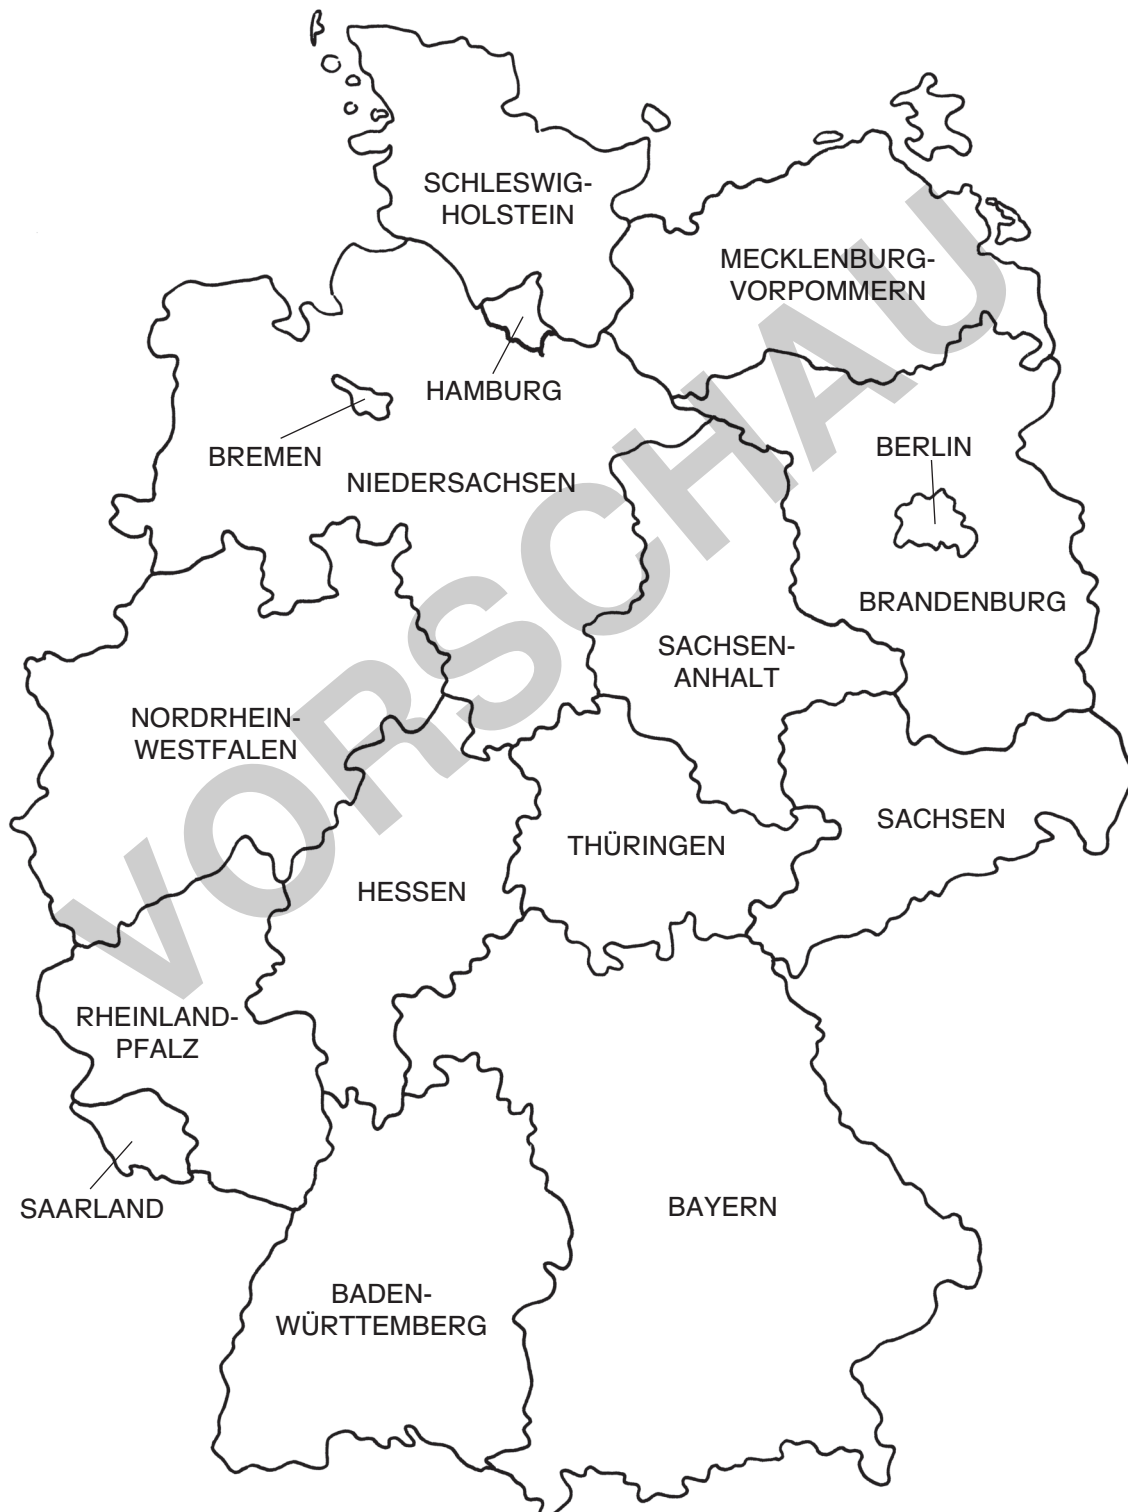 SCHLESWIG-
HOLSTEIN
MECKLENBURG-
VORPOMMERN
HAMBURG
BREMEN
NIEDERSACHSEN
BERLIN
BRANDENBURG
SACHSEN-
ANHALT
NORDRHEIN-
WESTFALEN
SACHSEN
THÜRINGEN
HESSEN
RHEINLAND-
PFALZ
SAARLAND
BAYERN
BADEN-
WÜRTTEMBERG
VORSCHAU